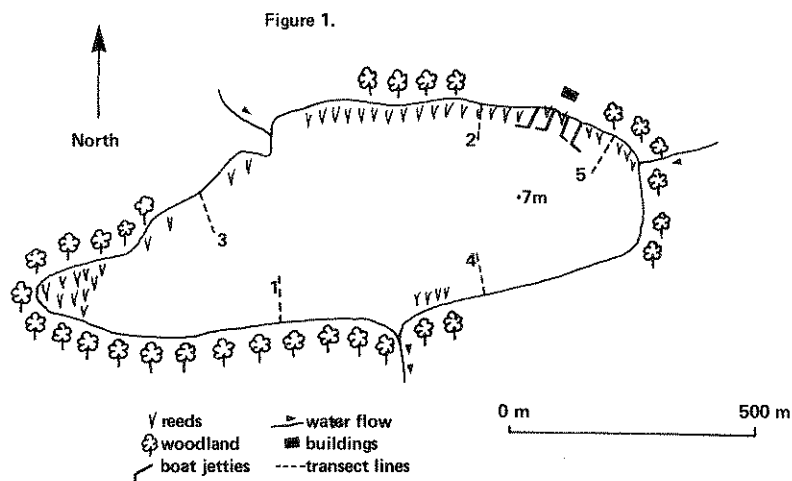 Figure 1.
North
2
5
•7m
3
4
1
0 m 500 m
reeds water flow
woodland buildings
boat jetties transect lines